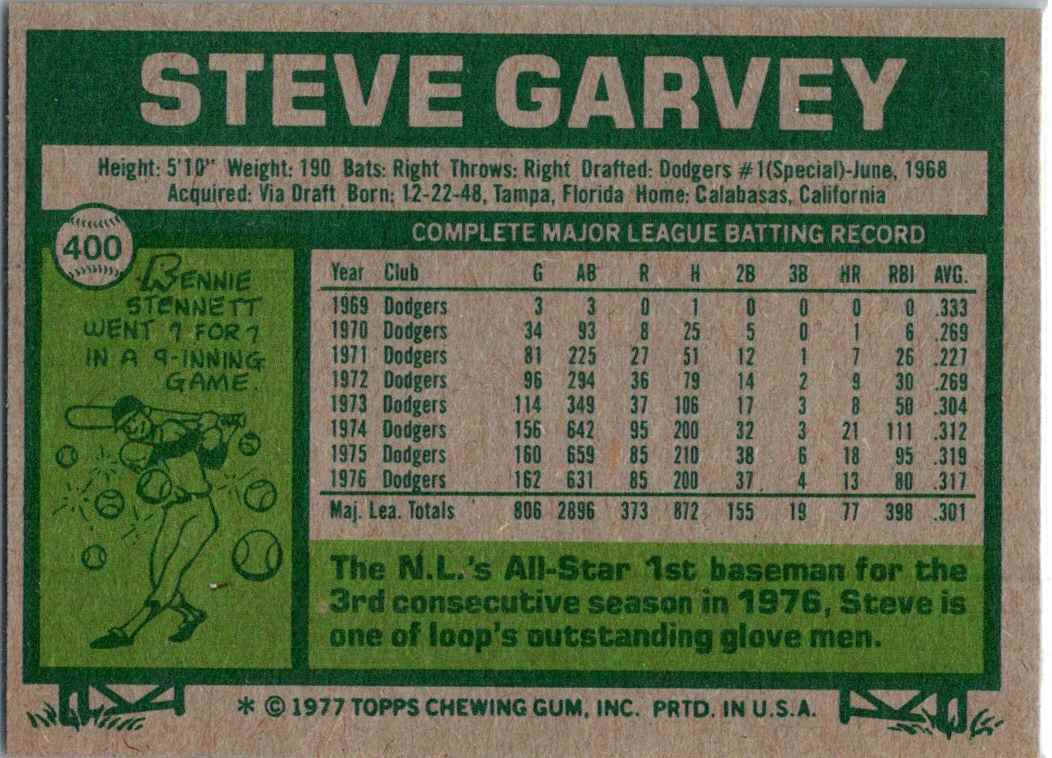 STEVE GARVEY
Height: 5'10" Weight: 190 Bats: Right Throws: Right Drafted: Dodgers #1(Special)-June, 1968
Acquired: Via Draft Born: 12-22-48, Tampa, Florida Home: Calabasas, California
400
COMPLETE MAJOR LEAGUE BATTING RECORD
BENNIE
STENNETT
WENT 7 FOR 7
IN A 9-INNING
GAME.
Year Club G AB R H 2B 3B HR RBI AVG.
1969 Dodgers 3 3 0 1 0 0 0 0 .333
1970 Dodgers 34 93 8 25 5 0 1 6 .269
1971 Dodgers 81 225 27 51 12 1 7 26 .227
1972 Dodgers 96 294 36 79 14 2 9 30 .269
1973 Dodgers 114 349 37 106 17 3 8 50 .304
1974 Dodgers 156 642 95 200 32 3 21 111 .312
1975 Dodgers 160 659 85 210 38 6 18 95 .319
1976 Dodgers 162 631 85 200 37 4 13 80 .317
Maj. Lea. Totals 806 2896 373 872 155 19 77 398 .301
The N.L.'s All-Star 1st baseman for the
3rd consecutive season in 1976, Steve is
one of loop's outstanding glove men.
* © 1977 TOPPS CHEWING GUM, INC. PRTD. IN U.S.A.